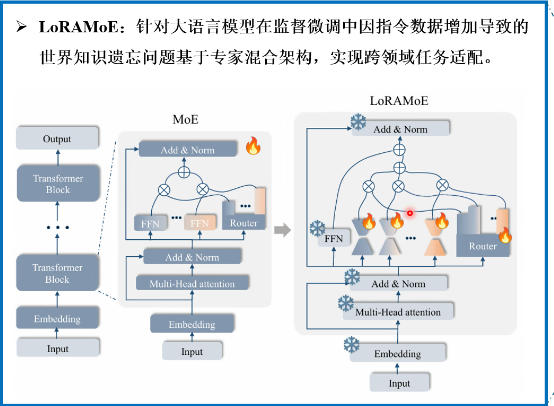 ➢ LoRAMoE：针对大语言模型在监督微调中因指令数据增加导致的
世界知识遗忘问题基于专家混合架构，实现跨领域任务适配。
MoE
LoRAMoE
Output
Transformer
Block
...
Transformer
Block
Embedding
Input
Add & Norm
FFN
...
FFN
...
Router
Add & Norm
Multi-Head attention
Embedding
Input
Add & Norm
FFN
...
...
Router
...
Add & Norm
Multi-Head attention
Embedding
Input